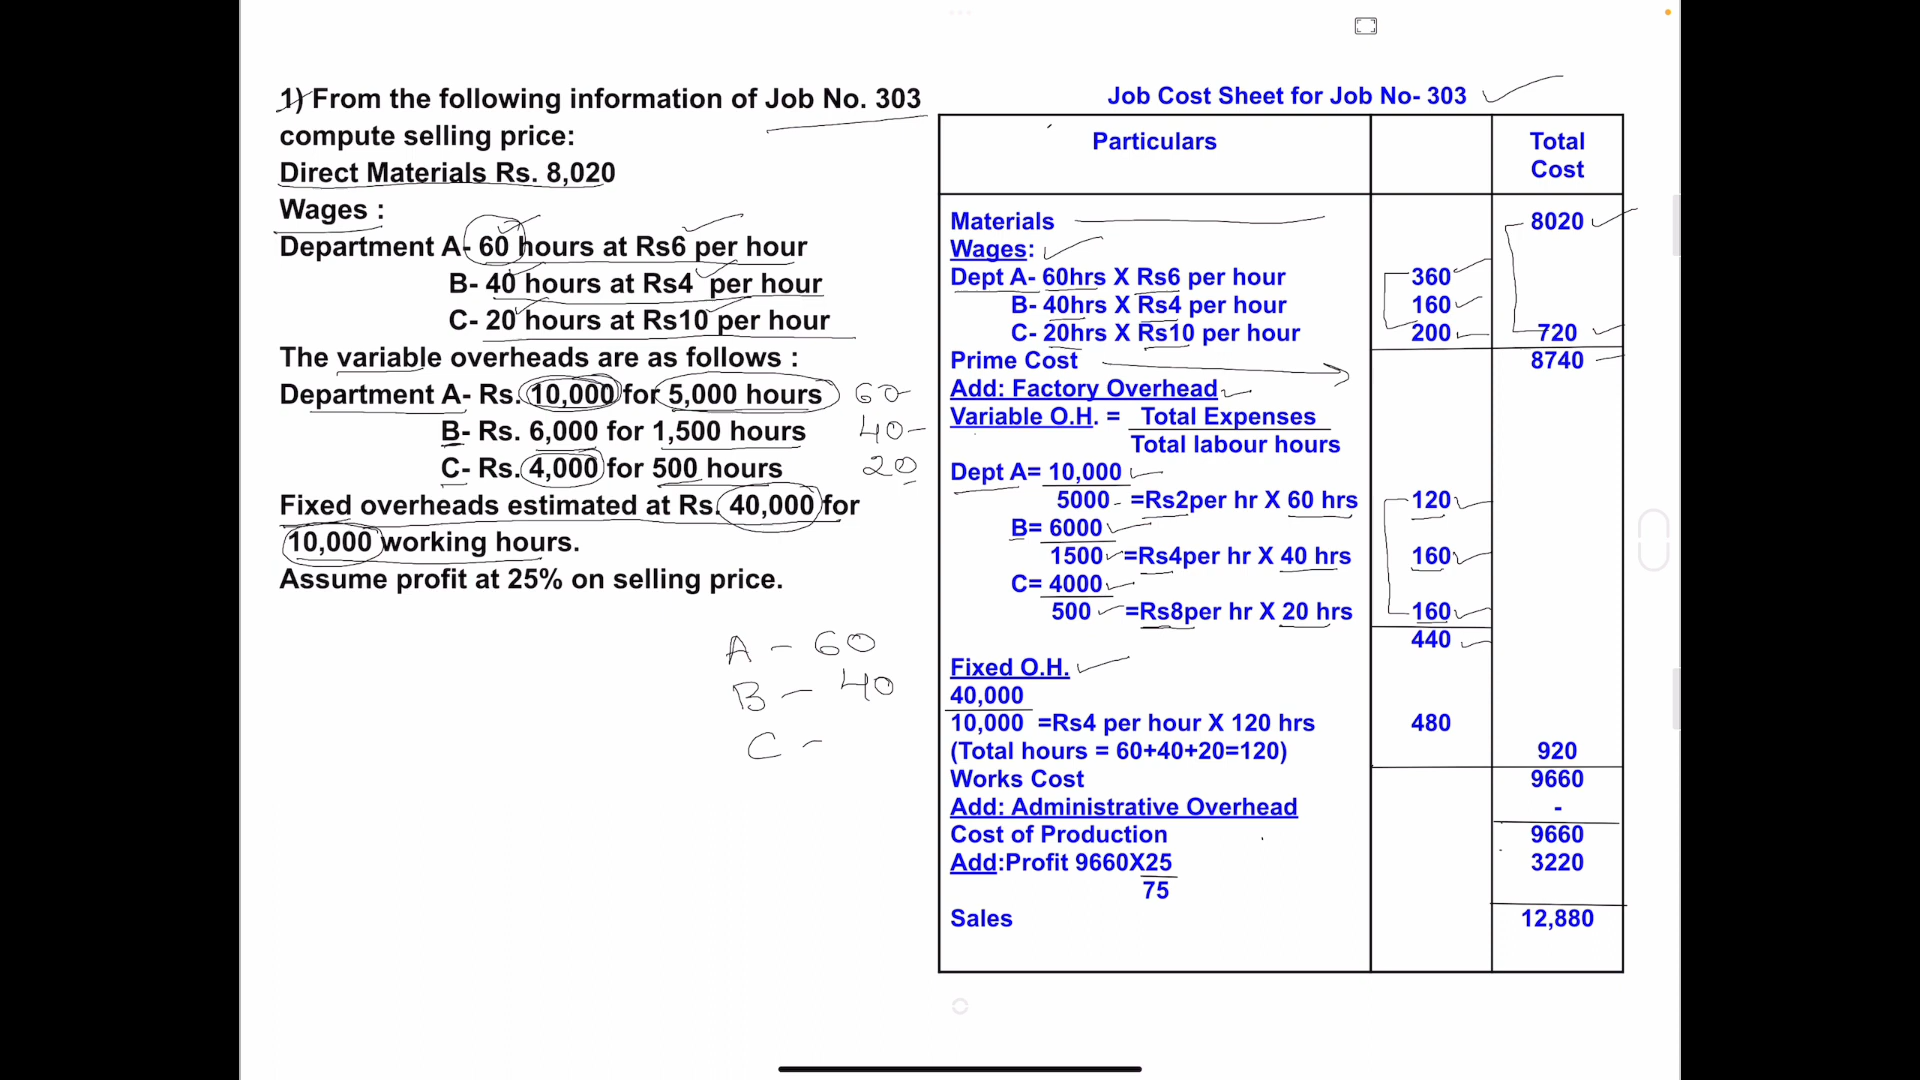 1) From the following information of Job No. 303
compute selling price:
Direct Materials Rs. 8,020
Wages :
Department A- 60 hours at Rs6 per hour
B- 40 hours at Rs4 per hour
C- 20 hours at Rs10 per hour
The variable overheads are as follows :
Department A- Rs. 10,000 for 5,000 hours 60
B- Rs. 6,000 for 1,500 hours 40
C- Rs. 4,000 for 500 hours 20
Fixed overheads estimated at Rs. 40,000 for
10,000 working hours.
Assume profit at 25% on selling price.
A - 60
B - 40
C -
Job Cost Sheet for Job No- 303
Particulars Total
Cost
Materials 8020
Wages:
Dept A- 60hrs X Rs6 per hour 360
B- 40hrs X Rs4 per hour 160
C- 20hrs X Rs10 per hour 200 720
Prime Cost 8740
Add: Factory Overhead
Variable O.H. = Total Expenses
Total labour hours
Dept A= 10,000
5000 =Rs2per hr X 60 hrs 120
B= 6000
1500 =Rs4per hr X 40 hrs 160
C= 4000
500 =Rs8per hr X 20 hrs 160
440
Fixed O.H.
40,000
10,000 =Rs4 per hour X 120 hrs 480
(Total hours = 60+40+20=120) 920
Works Cost 9660
Add: Administrative Overhead -
Cost of Production 9660
Add:Profit 9660X25 3220
75
Sales 12,880